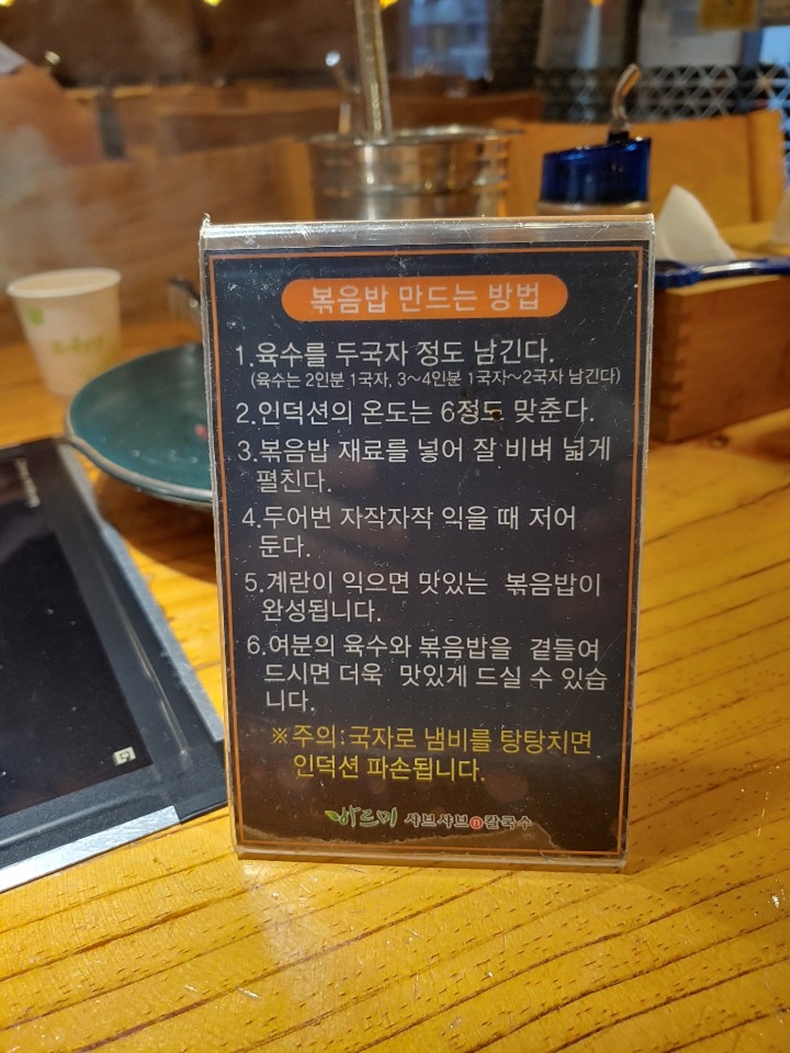 볶음밥 만드는 방법
1.육수를 두국자 정도 남긴다.
(육수는 2인분 1국자, 3~4인분 1국자~2국자 남긴다)
2.인덕션의 온도는 6정도 맞춘다.
3.볶음밥 재료를 넣어 잘 비벼 넓게
펼친다.
4.두어번 자작자작 익을 때 저어
둔다.
5.계란이 익으면 맛있는 볶음밥이
완성됩니다.
6.여분의 육수와 볶음밥을 곁들여
드시면 더욱 맛있게 드실 수 있습
니다.
※주의:국자로 냄비를 탕탕치면
인덕션 파손됩니다.
바르미 샤브샤브n칼국수